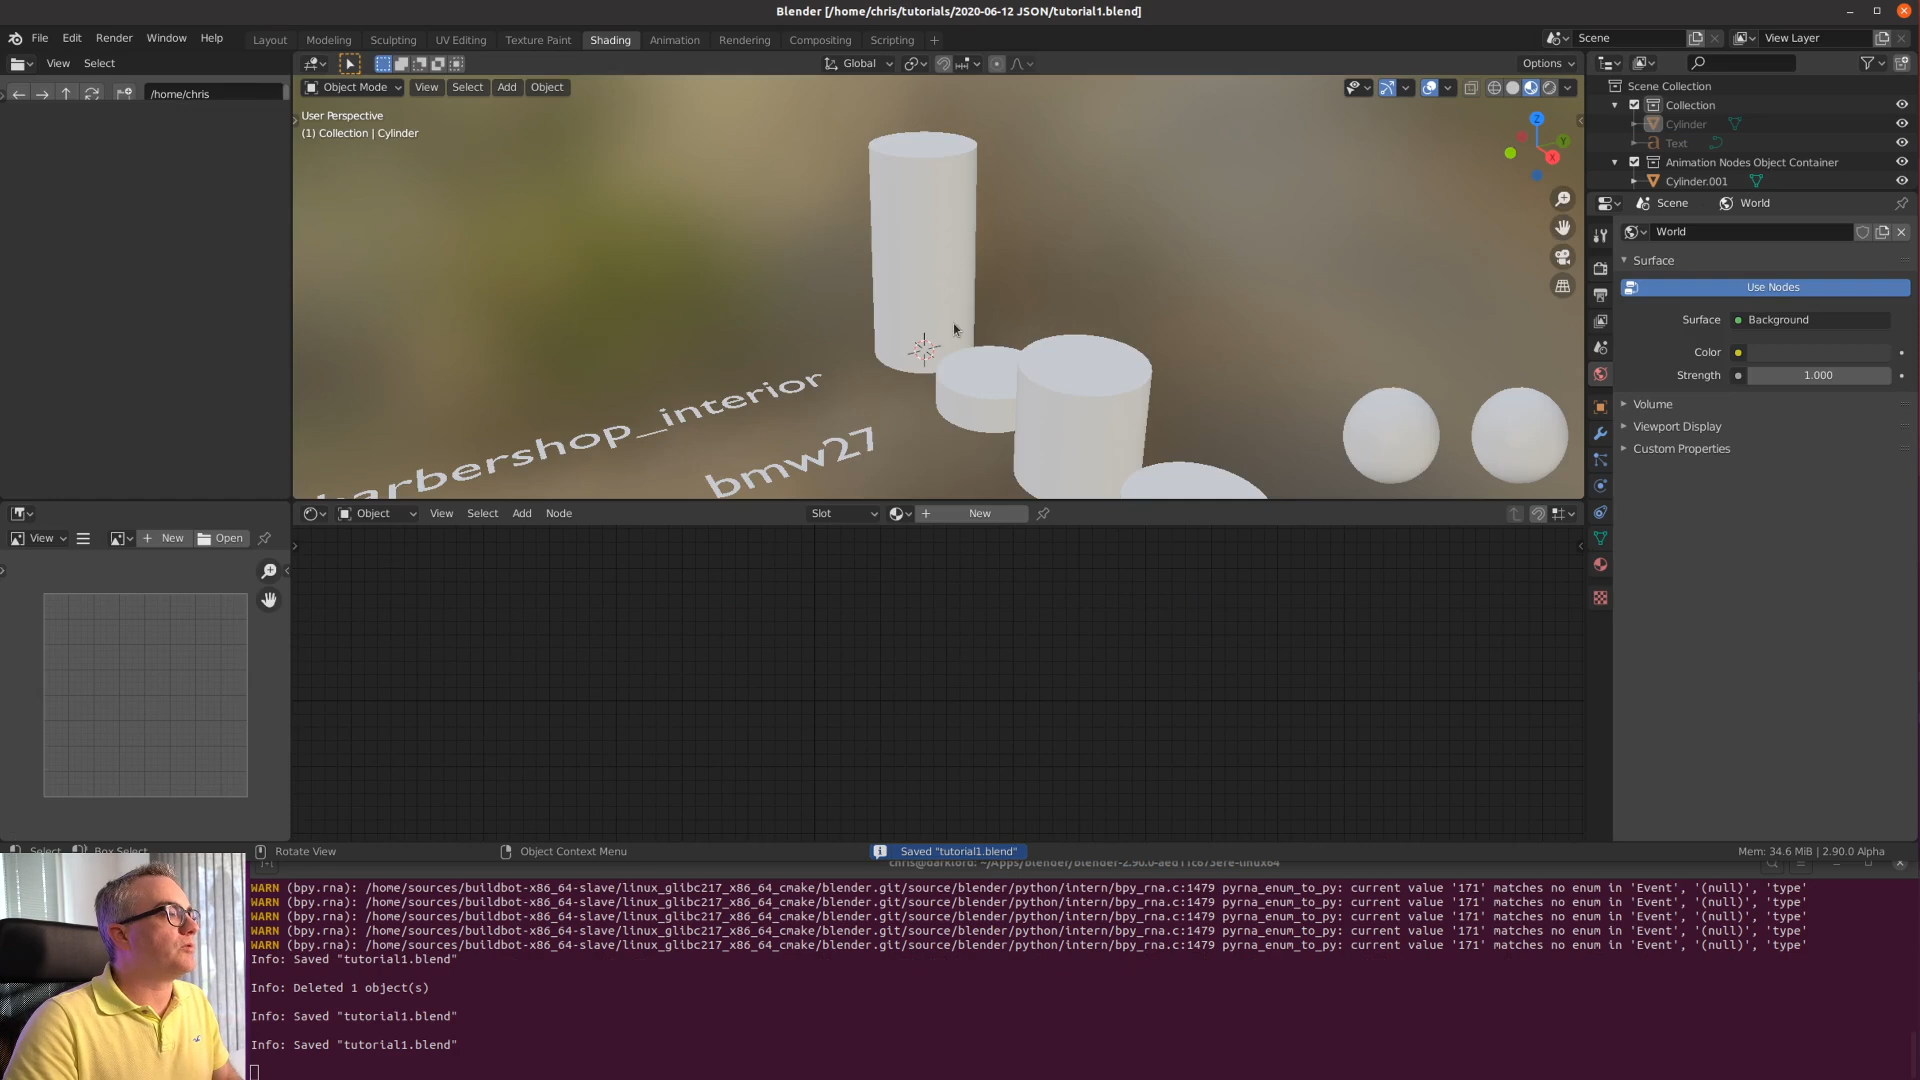 Blender [/home/chris/tutorials/2020-06-12 JSON/tutorial1.blend]
File Edit Render Window Help
Layout Modeling Sculpting UV Editing Texture Paint Shading Animation Rendering Compositing Scripting
Scene View Layer
View Select
Global
Options
/home/chris
Object Mode View Select Add Object
User Perspective
(1) Collection | Cylinder
Z
Y
X
barbershop_interior
bmw27
Scene Collection
Collection
Cylinder
Text
Animation Nodes Object Container
Cylinder.001
Scene World
World
Surface
Use Nodes
Surface Background
Color
Strength 1.000
Volume
Viewport Display
Custom Properties
Object View Select Add Node
Slot
New
View New Open
Select Box Select Rotate View Object Context Menu
Saved "tutorial1.blend"
Mem: 34.6 MiB | 2.90.0 Alpha
WARN (bpy.rna): /home/sources/buildbot-x86_64-slave/linux_glibc217_x86_64_cmake/blender.git/source/blender/python/intern/bpy_rna.c:1479 pyrna_enum_to_py: current value '171' matches no enum in 'Event', '(null)', 'type'
WARN (bpy.rna): /home/sources/buildbot-x86_64-slave/linux_glibc217_x86_64_cmake/blender.git/source/blender/python/intern/bpy_rna.c:1479 pyrna_enum_to_py: current value '171' matches no enum in 'Event', '(null)', 'type'
WARN (bpy.rna): /home/sources/buildbot-x86_64-slave/linux_glibc217_x86_64_cmake/blender.git/source/blender/python/intern/bpy_rna.c:1479 pyrna_enum_to_py: current value '171' matches no enum in 'Event', '(null)', 'type'
WARN (bpy.rna): /home/sources/buildbot-x86_64-slave/linux_glibc217_x86_64_cmake/blender.git/source/blender/python/intern/bpy_rna.c:1479 pyrna_enum_to_py: current value '171' matches no enum in 'Event', '(null)', 'type'
WARN (bpy.rna): /home/sources/buildbot-x86_64-slave/linux_glibc217_x86_64_cmake/blender.git/source/blender/python/intern/bpy_rna.c:1479 pyrna_enum_to_py: current value '171' matches no enum in 'Event', '(null)', 'type'
Info: Saved "tutorial1.blend"
Info: Deleted 1 object(s)
Info: Saved "tutorial1.blend"
Info: Saved "tutorial1.blend"